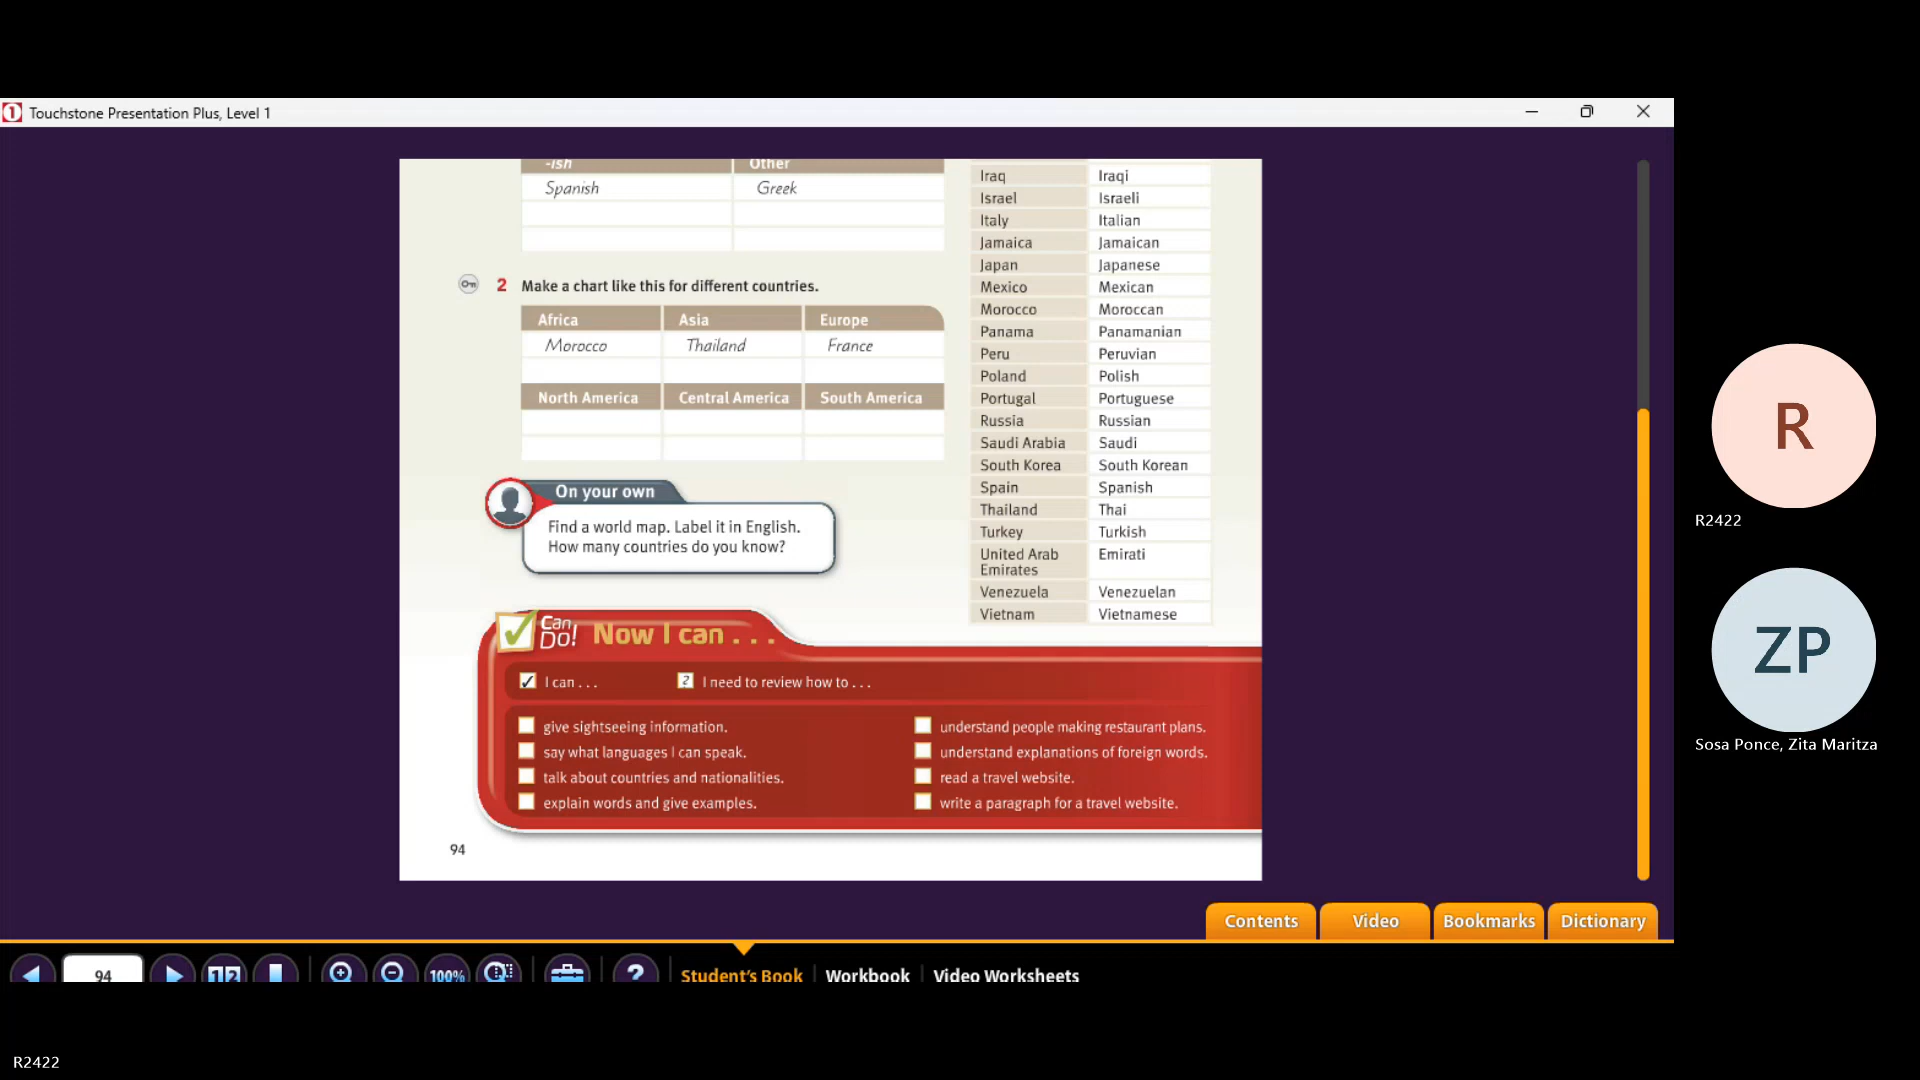 Touchstone Presentation Plus, Level 1
-ish Other
Spanish Greek
2 Make a chart like this for different countries.
Africa Asia Europe
Morocco Thailand France
North America Central America South America
On your own
Find a world map. Label it in English.
How many countries do you know?
Iraq Iraqi
Israel Israeli
Italy Italian
Jamaica Jamaican
Japan Japanese
Mexico Mexican
Morocco Moroccan
Panama Panamanian
Peru Peruvian
Poland Polish
Portugal Portuguese
Russia Russian
Saudi Arabia Saudi
South Korea South Korean
Spain Spanish
Thailand Thai
Turkey Turkish
United Arab Emirati
Emirates
Venezuela Venezuelan
Vietnam Vietnamese
Can Do! Now I can . . .
I can . . . ? I need to review how to . . .
give sightseeing information.
say what languages I can speak.
talk about countries and nationalities.
explain words and give examples.
understand people making restaurant plans.
understand explanations of foreign words.
read a travel website.
write a paragraph for a travel website.
94
Contents Video Bookmarks Dictionary
94 12 100% ? Student's Book Workbook Video Worksheets
R
R2422
ZP
Sosa Ponce, Zita Maritza
R2422